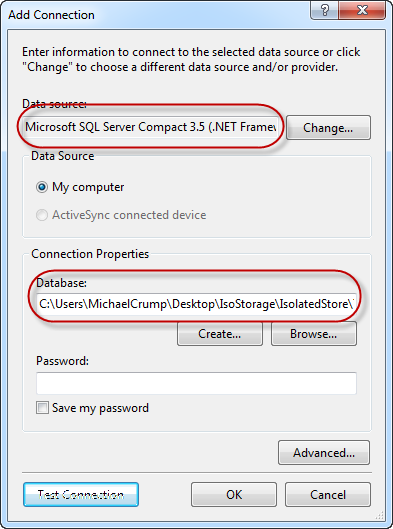 Add Connection
Enter information to connect to the selected data source or click
"Change" to choose a different data source and/or provider.
Data source:
Microsoft SQL Server Compact 3.5 (.NET Framew
Change...
Data Source
My computer
ActiveSync connected device
Connection Properties
Database:
C:\Users\MichaelCrump\Desktop\IsoStorage\IsolatedStore\
Create...
Browse...
Password:
Save my password
Advanced...
Test Connection
OK
Cancel